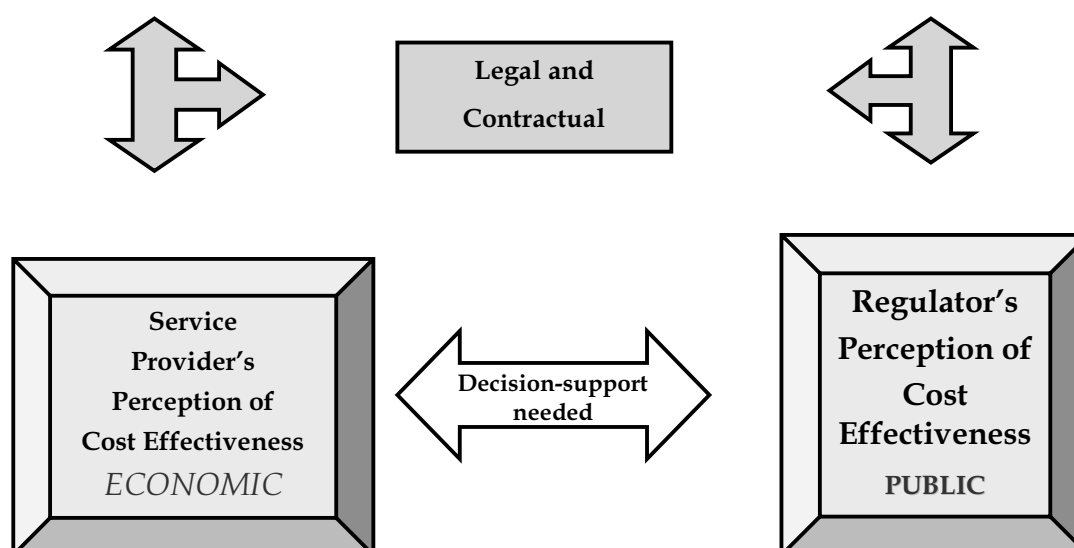 Legal and
Contractual
Service
Provider’s
Perception of
Cost Effectiveness
ECONOMIC
Decision-support
needed
Regulator’s
Perception of
Cost
Effectiveness
PUBLIC